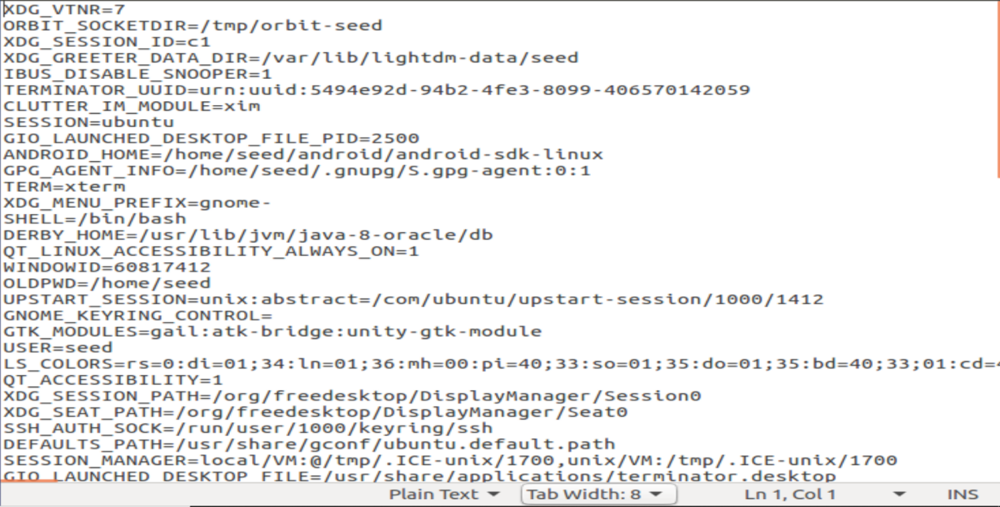 XDG_VTNR=7
ORBIT_SOCKETDIR=/tmp/orbit-seed
XDG_SESSION_ID=c1
XDG_GREETER_DATA_DIR=/var/lib/lightdm-data/seed
IBUS_DISABLE_SNOOPER=1
TERMINATOR_UUID=urn:uuid:5494e92d-94b2-4fe3-8099-406570142059
CLUTTER_IM_MODULE=xim
SESSION=ubuntu
GIO_LAUNCHED_DESKTOP_FILE_PID=2500
ANDROID_HOME=/home/seed/android/android-sdk-linux
GPG_AGENT_INFO=/home/seed/.gnupg/S.gpg-agent:0:1
TERM=xterm
XDG_MENU_PREFIX=gnome-
SHELL=/bin/bash
DERBY_HOME=/usr/lib/jvm/java-8-oracle/db
QT_LINUX_ACCESSIBILITY_ALWAYS_ON=1
WINDOWID=60817412
OLDPWD=/home/seed
UPSTART_SESSION=unix:abstract=/com/ubuntu/upstart-session/1000/1412
GNOME_KEYRING_CONTROL=
GTK_MODULES=gail:atk-bridge:unity-gtk-module
USER=seed
LS_COLORS=rs=0:di=01;34:ln=01;36:mh=00:pi=40;33:so=01;35:do=01;35:bd=40;33;01:cd=4
QT_ACCESSIBILITY=1
XDG_SESSION_PATH=/org/freedesktop/DisplayManager/Session0
XDG_SEAT_PATH=/org/freedesktop/DisplayManager/Seat0
SSH_AUTH_SOCK=/run/user/1000/keyring/ssh
DEFAULTS_PATH=/usr/share/gconf/ubuntu.default.path
SESSION_MANAGER=local/VM:@/tmp/.ICE-unix/1700,unix/VM:/tmp/.ICE-unix/1700
GIO_LAUNCHED_DESKTOP_FILE=/usr/share/applications/terminator.desktop
Plain Text Tab Width: 8 Ln 1, Col 1 INS